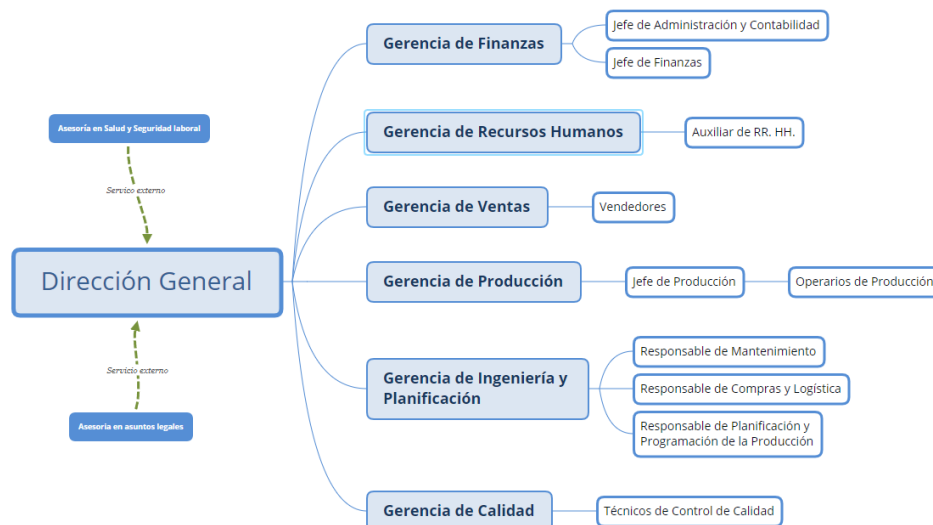 Gerencia de Finanzas
Jefe de Administración y Contabilidad
Jefe de Finanzas
Asesoría en Salud y Seguridad laboral
Servico externo
Gerencia de Recursos Humanos
Auxiliar de RR. HH.
Gerencia de Ventas
Vendedores
Dirección General
Gerencia de Producción
Jefe de Producción
Operarios de Producción
Servicio externo
Asesoría en asuntos legales
Gerencia de Ingeniería y
Planificación
Responsable de Mantenimiento
Responsable de Compras y Logística
Responsable de Planificación y
Programación de la Producción
Gerencia de Calidad
Técnicos de Control de Calidad